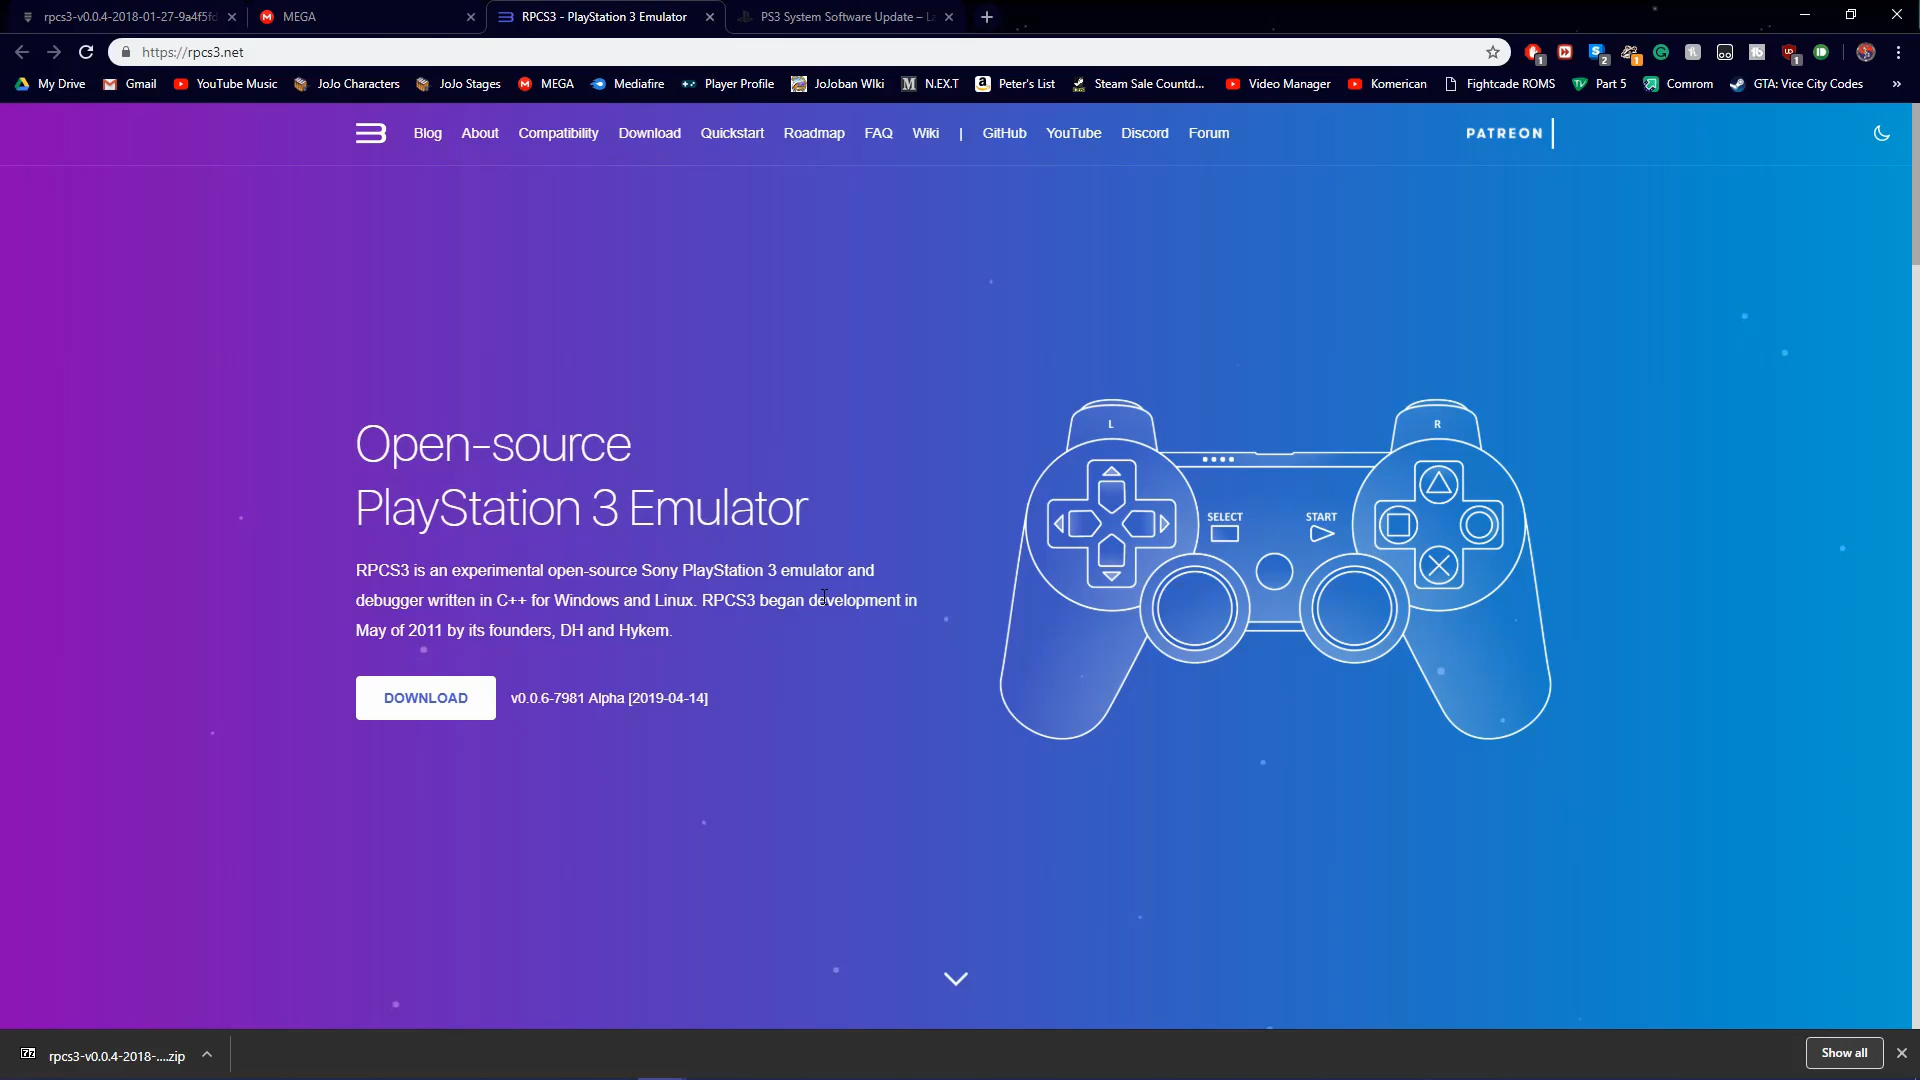 rpcs3-v0.0.4-2018-01-27-9a4f5fc
MEGA
RPCS3 - PlayStation 3 Emulator
PS3 System Software Update – La
https://rpcs3.net
My Drive
Gmail
YouTube Music
JoJo Characters
JoJo Stages
MEGA
Mediafire
Player Profile
JoJoban WIki
N.EX.T
Peter's List
Steam Sale Countd...
Video Manager
Komerican
Fightcade ROMS
Part 5
Comrom
GTA: Vice City Codes
Blog
About
Compatibility
Download
Quickstart
Roadmap
FAQ
Wiki
|
GitHub
YouTube
Discord
Forum
PATREON
Open-source
PlayStation 3 Emulator
RPCS3 is an experimental open-source Sony PlayStation 3 emulator and
debugger written in C++ for Windows and Linux. RPCS3 began development in
May of 2011 by its founders, DH and Hykem.
DOWNLOAD
v0.0.6-7981 Alpha [2019-04-14]
L
R
SELECT
START
rpcs3-v0.0.4-2018-....zip
Show all